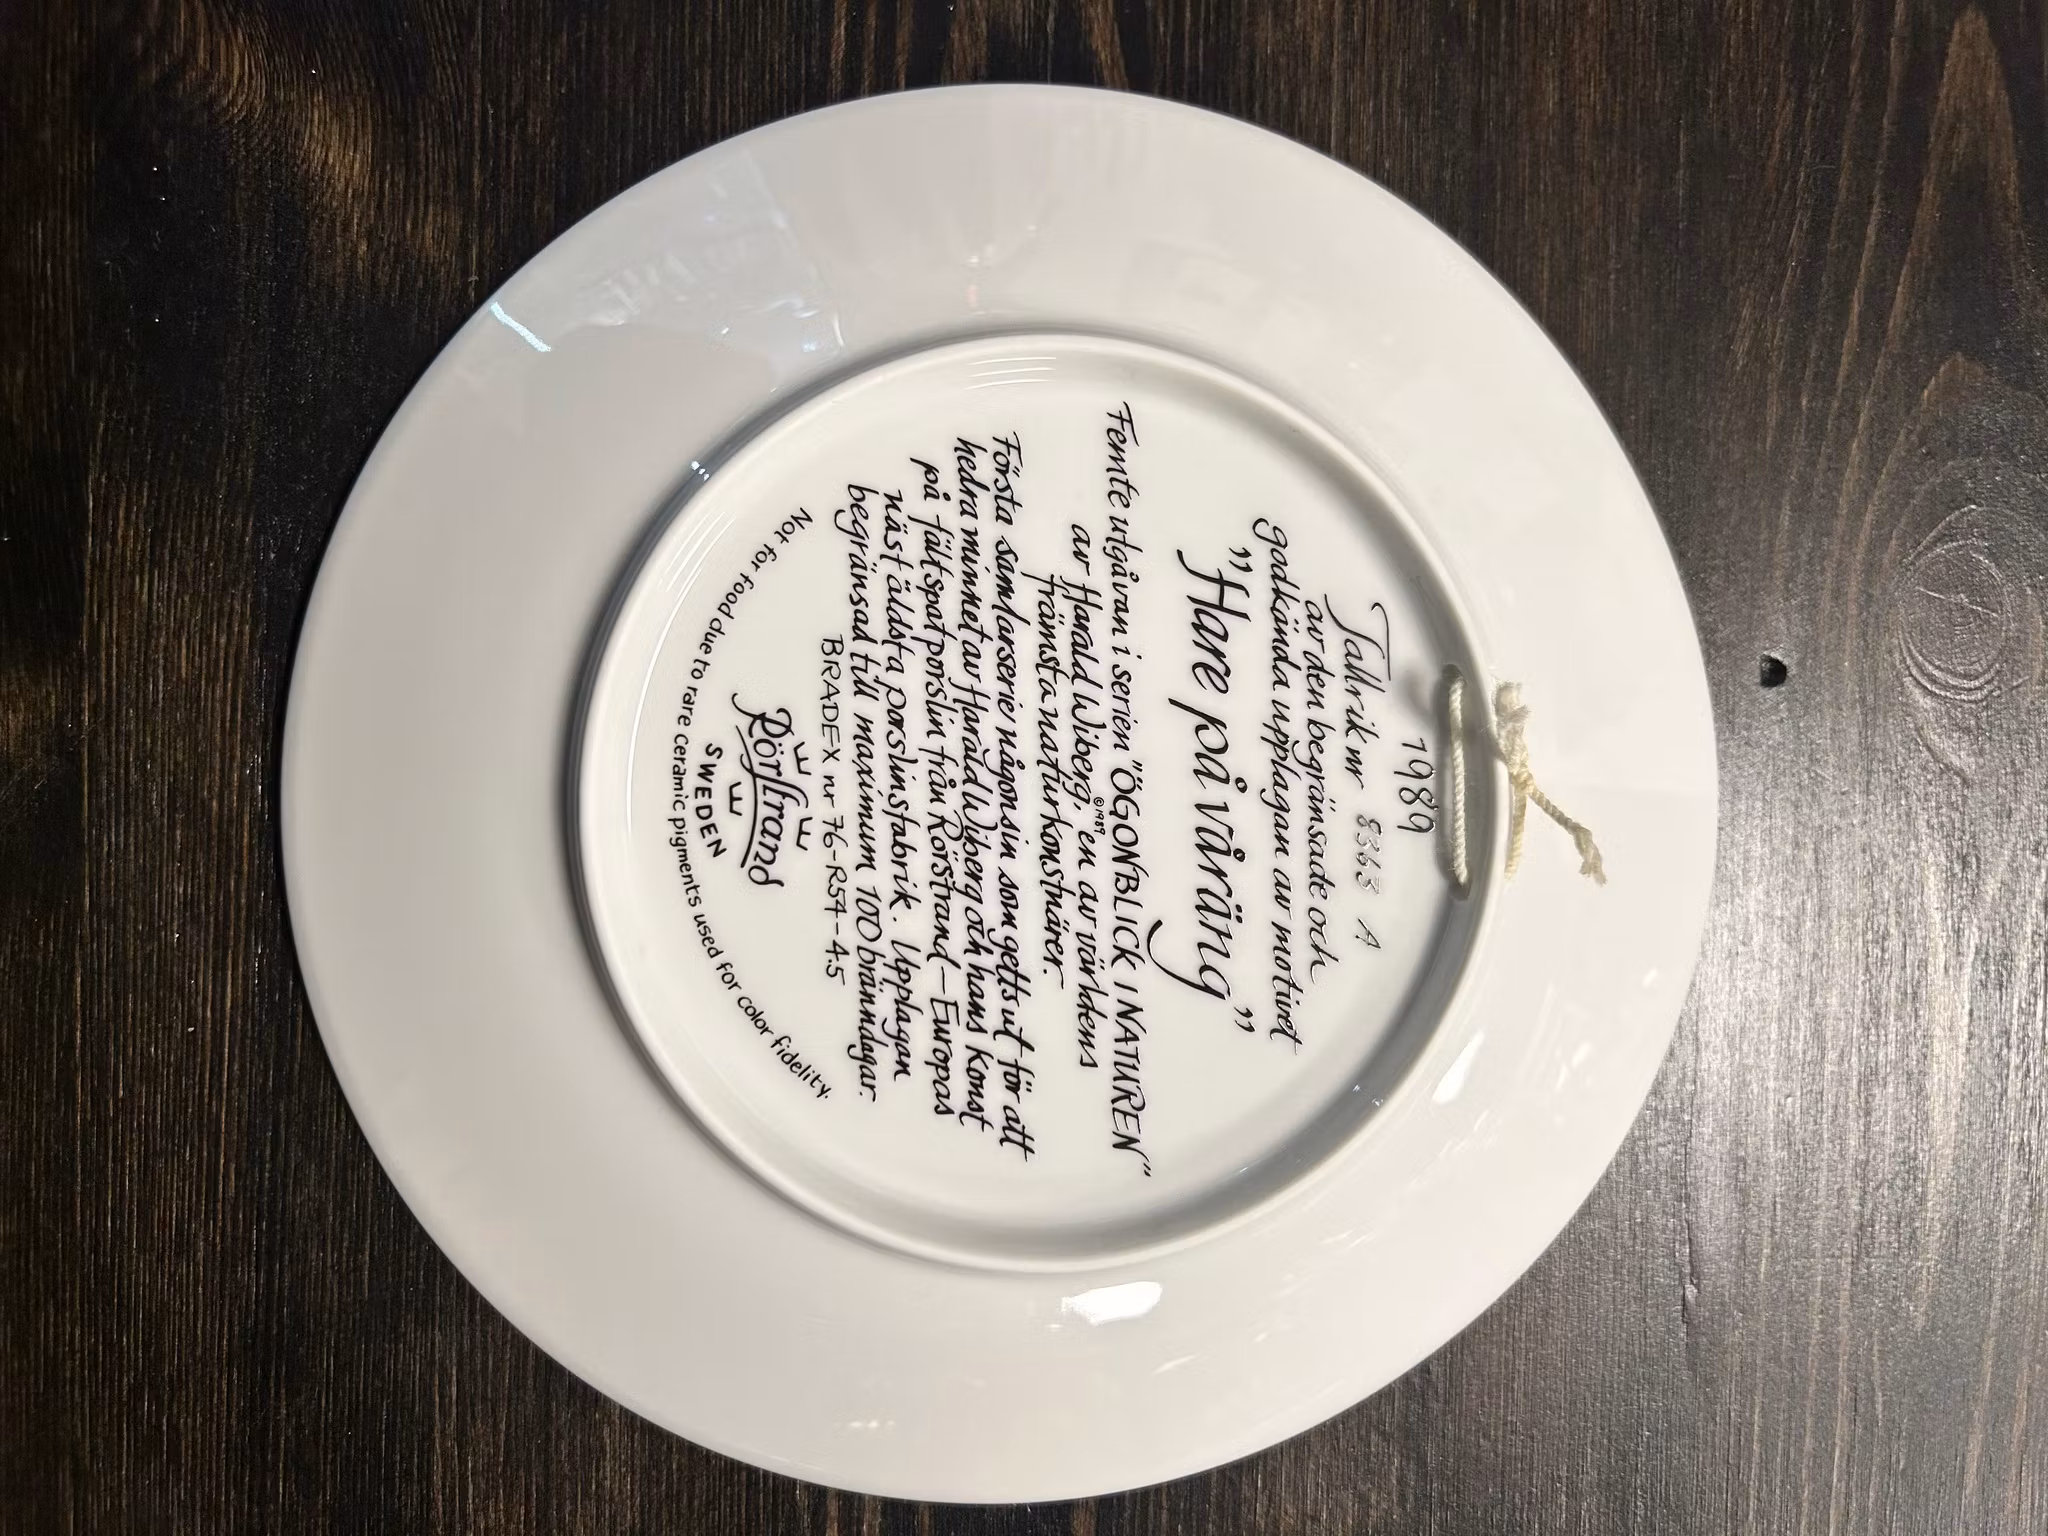 1989
Tallrik nr 8363 A
av den begränsade och
godkända upplagan av motivet
"Hare på våräng"
Femte utgåvan i serien "ÖGONBLICK I NATUREN"
av Harald Wiberg, ©1989 en av världens
främsta naturkonstnärer.
Första samlarserie någonsin som getts ut för att
hedra minnet av Harald Wiberg och hans konst
på fältspatporslin från Rörstrand – Europas
näst äldsta porslinsfabrik. Upplagan
begränsad till maximum 100 bränndagar.
BRADEX nr 76-R54-4.5
Rörstrand
SWEDEN
Not for food due to rare ceramic pigments used for color fidelity.